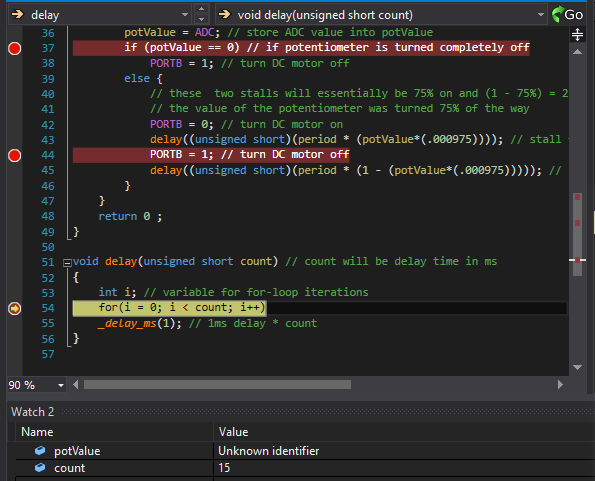 delay void delay(unsigned short count) Go
36 potValue = ADC; // store ADC value into potValue
37 if (potValue == 0) // if potentiometer is turned completely off
38 PORTB = 1; // turn DC motor off
39 else {
40 // these  two stalls will essentially be 75% on and (1 - 75%) = 2
41 // the value of the potentiometer was turned 75% of the way
42 PORTB = 0; // turn DC motor on
43 delay((unsigned short)(period * (potValue*(.000975)))); // stall
44 PORTB = 1; // turn DC motor off
45 delay((unsigned short)(period * (1 - (potValue*(.000975))))); //
46 }
47 }
48 return 0 ;
49 }
50
51 void delay(unsigned short count) // count will be delay time in ms
52 {
53 int i; // variable for for-loop iterations
54 for(i = 0; i < count; i++)
55 _delay_ms(1); // 1ms delay * count
56 }
57
90 %
Watch 2
Name Value
potValue Unknown identifier
count 15